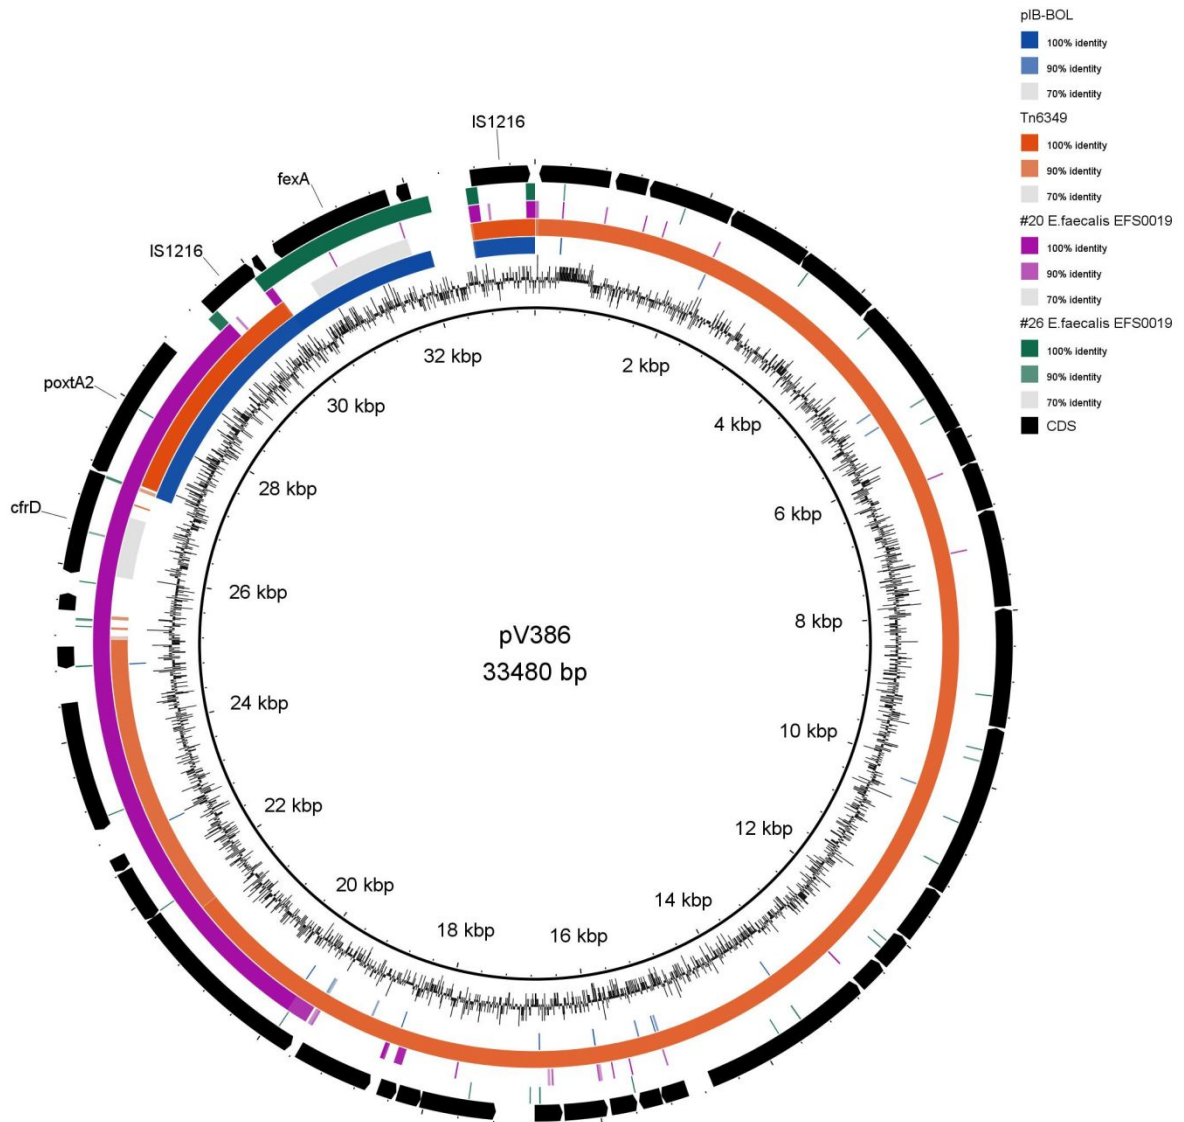 pIB-BOL
100% identity
90% identity
70% identity
Tn6349
100% identity
90% identity
70% identity
#20 E.faecalis EFS0019
100% identity
90% identity
70% identity
#26 E.faecalis EFS0019
100% identity
90% identity
70% identity
CDS
IS1216
fexA
IS1216
poxtA2
cfrD
32 kbp
2 kbp
30 kbp
4 kbp
28 kbp
6 kbp
26 kbp
8 kbp
pV386
33480 bp
24 kbp
10 kbp
22 kbp
12 kbp
20 kbp
14 kbp
18 kbp
16 kbp